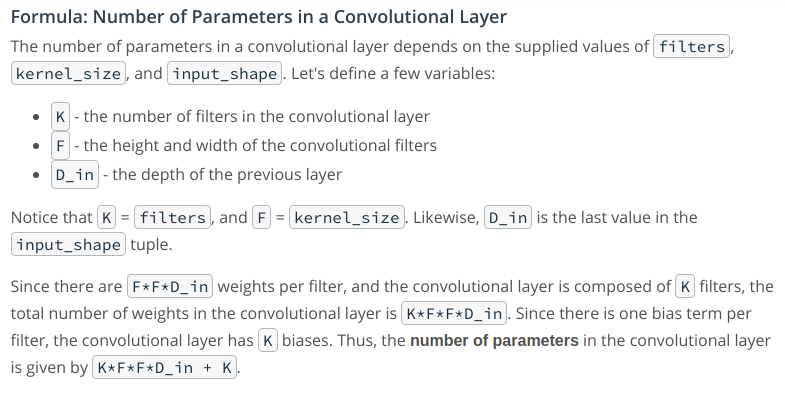 Formula: Number of Parameters in a Convolutional Layer
The number of parameters in a convolutional layer depends on the supplied values of filters,
kernel_size, and input_shape. Let's define a few variables:
• K - the number of filters in the convolutional layer
• F - the height and width of the convolutional filters
• D_in - the depth of the previous layer
Notice that K = filters, and F = kernel_size. Likewise, D_in is the last value in the
input_shape tuple.
Since there are F*F*D_in weights per filter, and the convolutional layer is composed of K filters, the
total number of weights in the convolutional layer is K*F*F*D_in. Since there is one bias term per
filter, the convolutional layer has K biases. Thus, the number of parameters in the convolutional layer
is given by K*F*F*D_in + K.